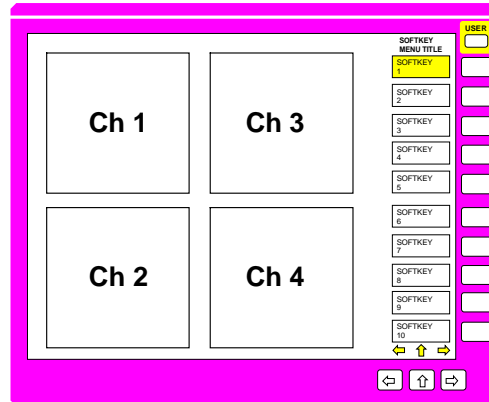 USER
SOFTKEY
MENU TITLE
SOFTKEY
1
SOFTKEY
2
SOFTKEY
3
SOFTKEY
4
SOFTKEY
5
SOFTKEY
6
SOFTKEY
7
SOFTKEY
8
SOFTKEY
9
SOFTKEY
10
Ch 1
Ch 3
Ch 2
Ch 4